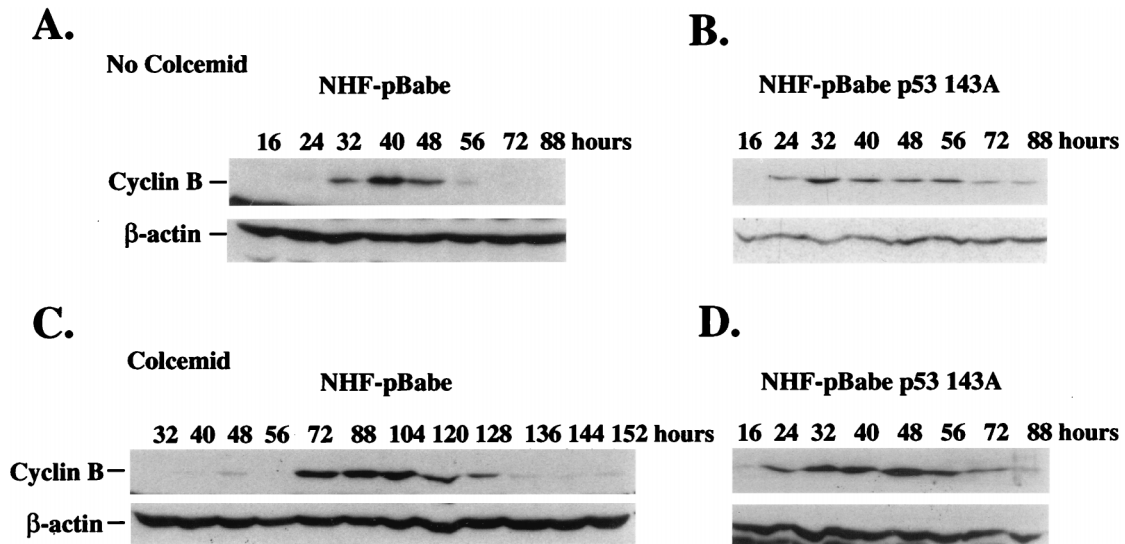 A.
No Colcemid
NHF-pBabe
16 24 32 40 48 56 72 88 hours
Cyclin B
β-actin
B.
NHF-pBabe p53 143A
16 24 32 40 48 56 72 88 hours
C.
Colcemid
NHF-pBabe
32 40 48 56 72 88 104 120 128 136 144 152 hours
Cyclin B
β-actin
D.
NHF-pBabe p53 143A
16 24 32 40 48 56 72 88 hours